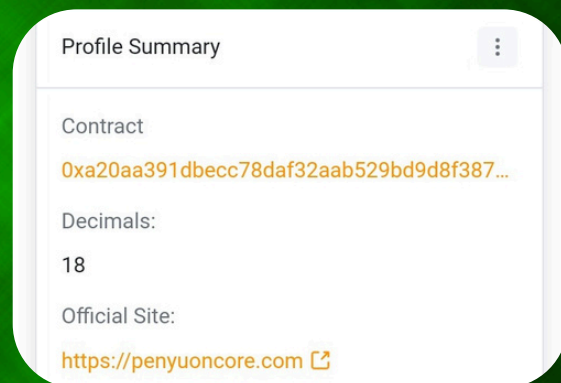 Profile Summary
Contract
0xa20aa391dbecc78daf32aab529bd9d8f387...
Decimals:
18
Official Site:
https://penyuoncore.com